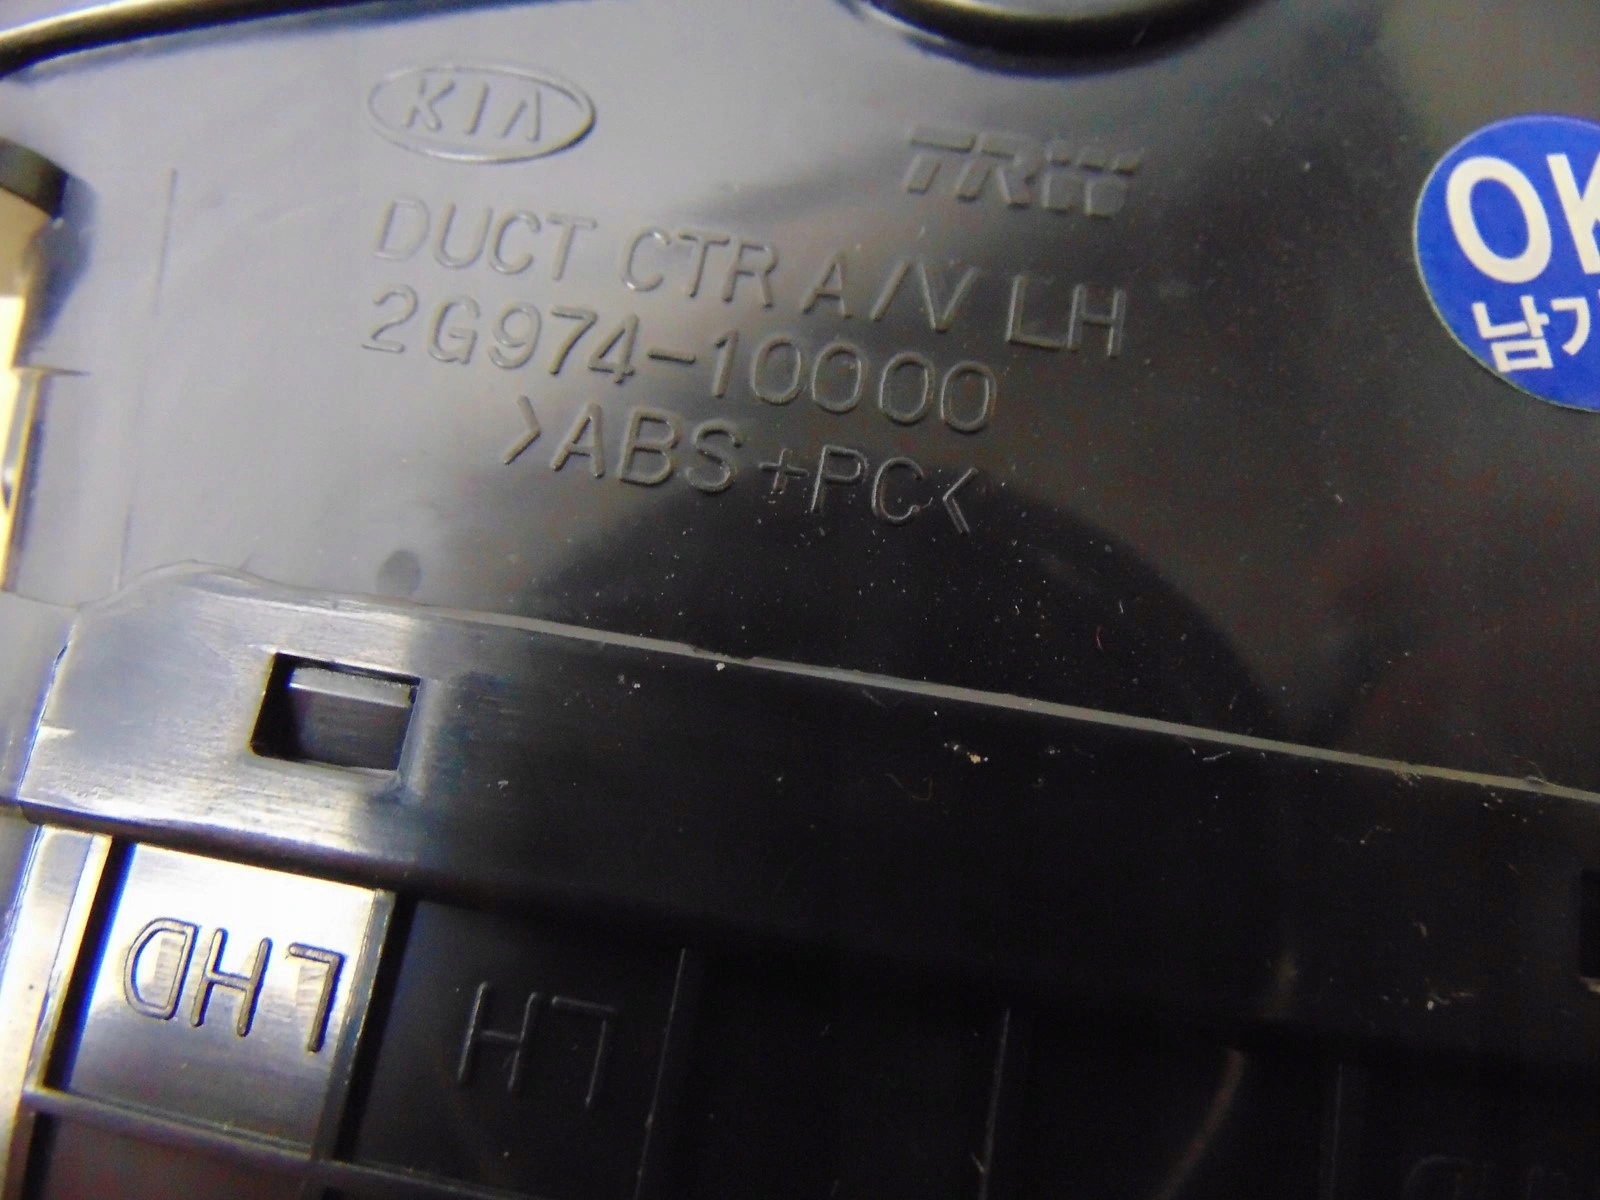 KIA
TRW
DUCT CTR A/V LH
2G974-10000
>ABS+PC<
OK
LHD
LH